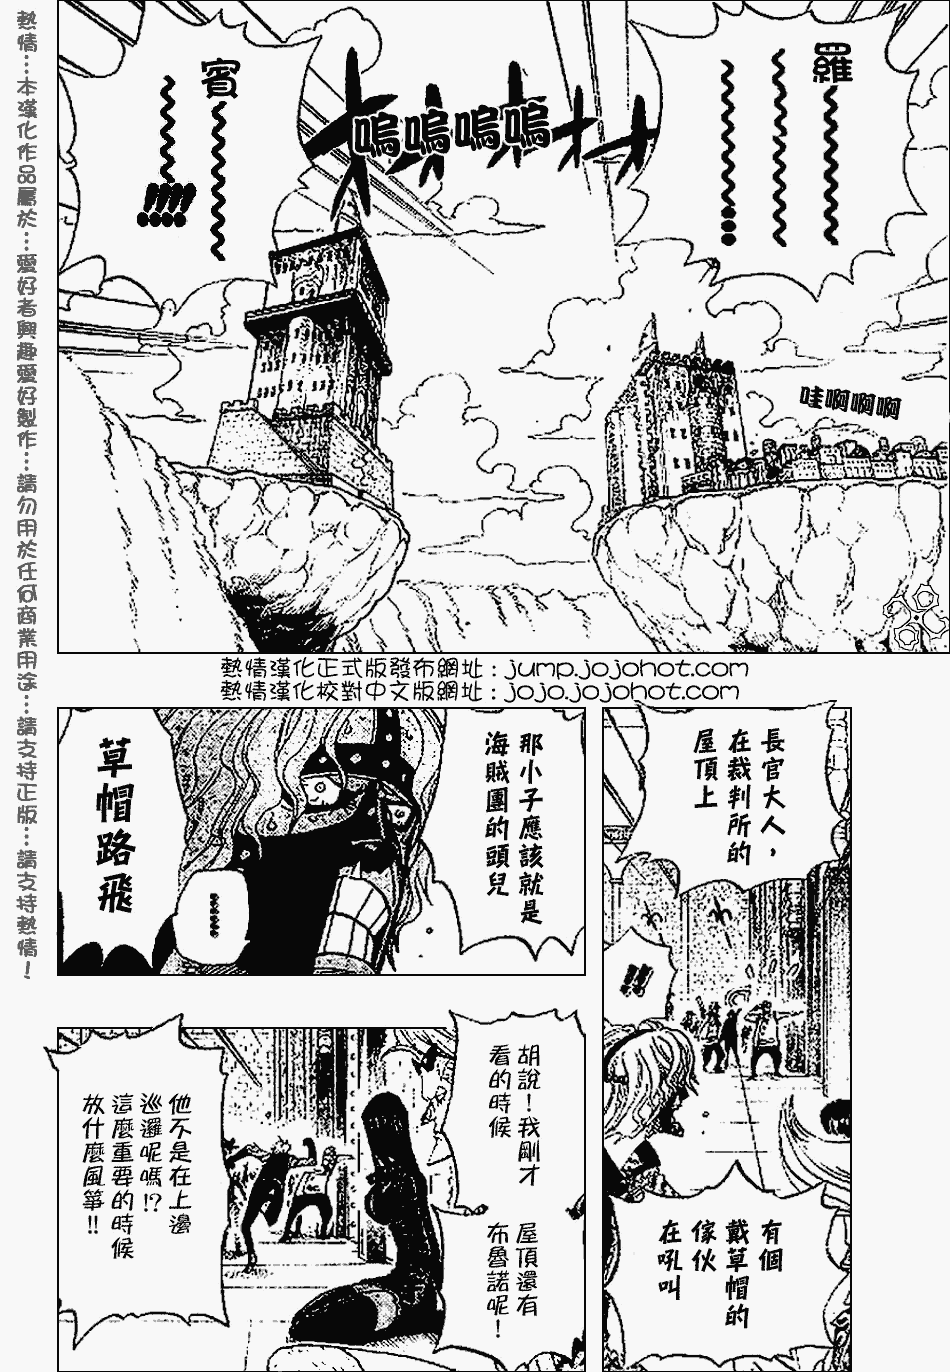 羅～～～……
賓～～!!!!
嗚嗚嗚嗚
哇啊啊啊
熱情…本漢化作品屬於…愛好者興趣愛好製作…請勿用於任何商業用途…請支持正版…請支持熱情！
熱情漢化正式版發布網址：jump.jojohot.com
熱情漢化校對中文版網址：jojo.jojohot.com
長官大人，
在裁判所的
屋頂上
!!
有個
戴草帽的
傢伙
在吼叫
那小子應該就是
海賊團的頭兒
……
草帽路飛
胡說！我剛才
看的時候
屋頂還有
布魯諾呢！
他不是在上邊
巡邏呢嗎!?
這麼重要的時候
放什麼風箏!!